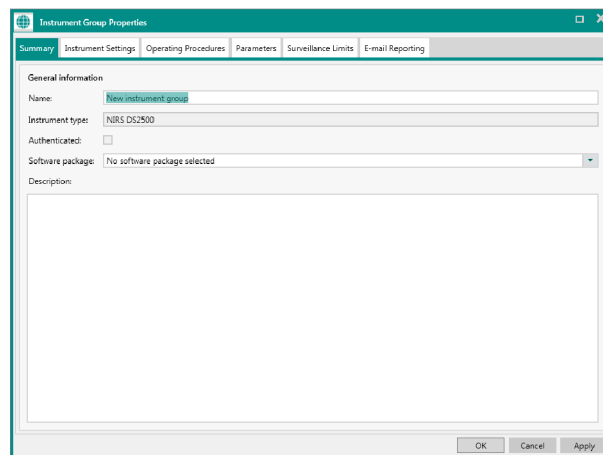 Instrument Group Properties
Summary Instrument Settings Operating Procedures Parameters Surveillance Limits E-mail Reporting
General information
Name: New instrument group
Instrument type: NIRS DS2500
Authenticated:
Software package: No software package selected
Description:
OK Cancel Apply